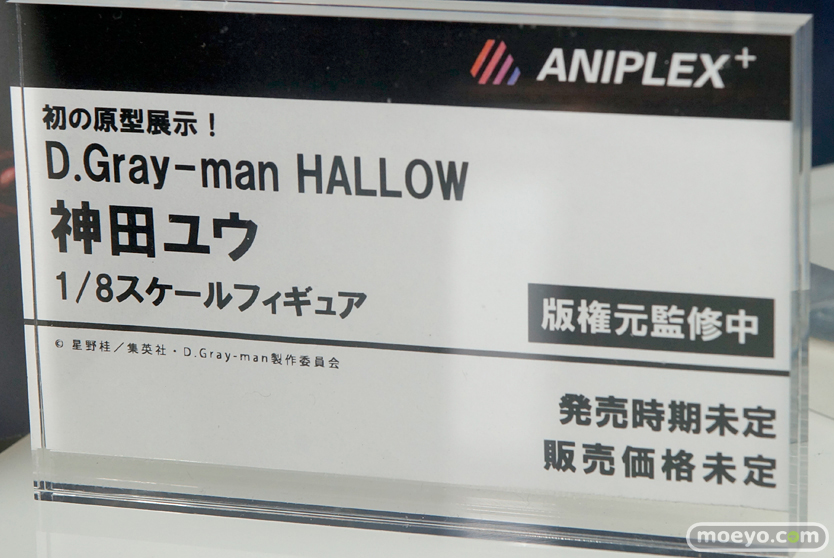 ANIPLEX+
初の原型展示！
D.Gray-man HALLOW
神田ユウ
1/8スケールフィギュア
版権元監修中
© 星野桂／集英社・D.Gray-man製作委員会
発売時期未定
販売価格未定
moeyo.com